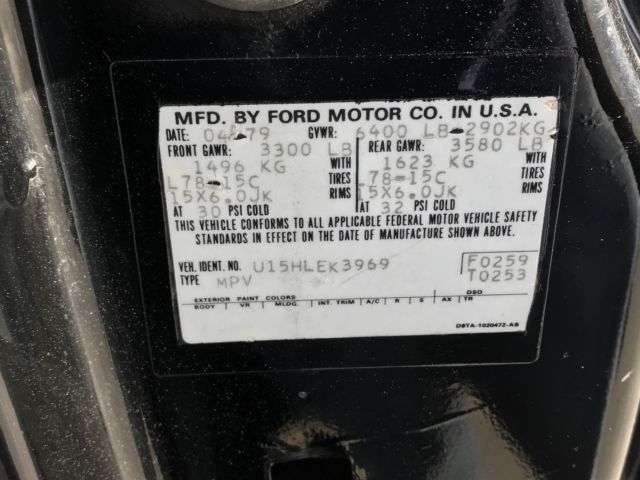 MFD. BY FORD MOTOR CO. IN U.S.A.
DATE: 04/79 GVWR: 6400 LB-2902KG
FRONT GAWR: 3300 LB REAR GAWR: 3580 LB
1496 KG WITH 1623 KG WITH
L78-15C TIRES 78-15C TIRES
15X6.0JK RIMS 15X6.0JK RIMS
AT 30 PSI COLD AT 32 PSI COLD
THIS VEHICLE CONFORMS TO ALL APPLICABLE FEDERAL MOTOR VEHICLE SAFETY
STANDARDS IN EFFECT ON THE DATE OF MANUFACTURE SHOWN ABOVE.
VEH. IDENT. NO. U15HLEK3969 F0259
TYPE MPV T0253
EXTERIOR PAINT COLORS DSO
BODY VR MLDG. INT. TRIM A/C R S AX TR
D8TA-1020472-AB